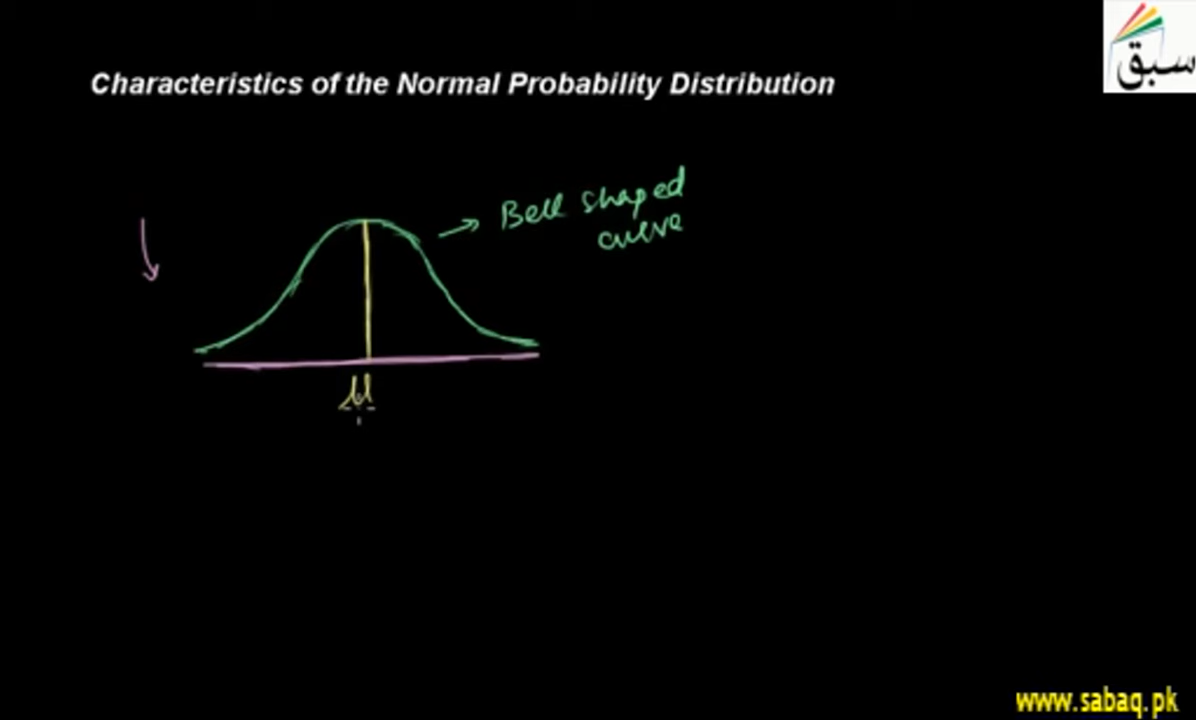 سبق
Characteristics of the Normal Probability Distribution
Bell shaped
curve
μ
www.sabaq.pk